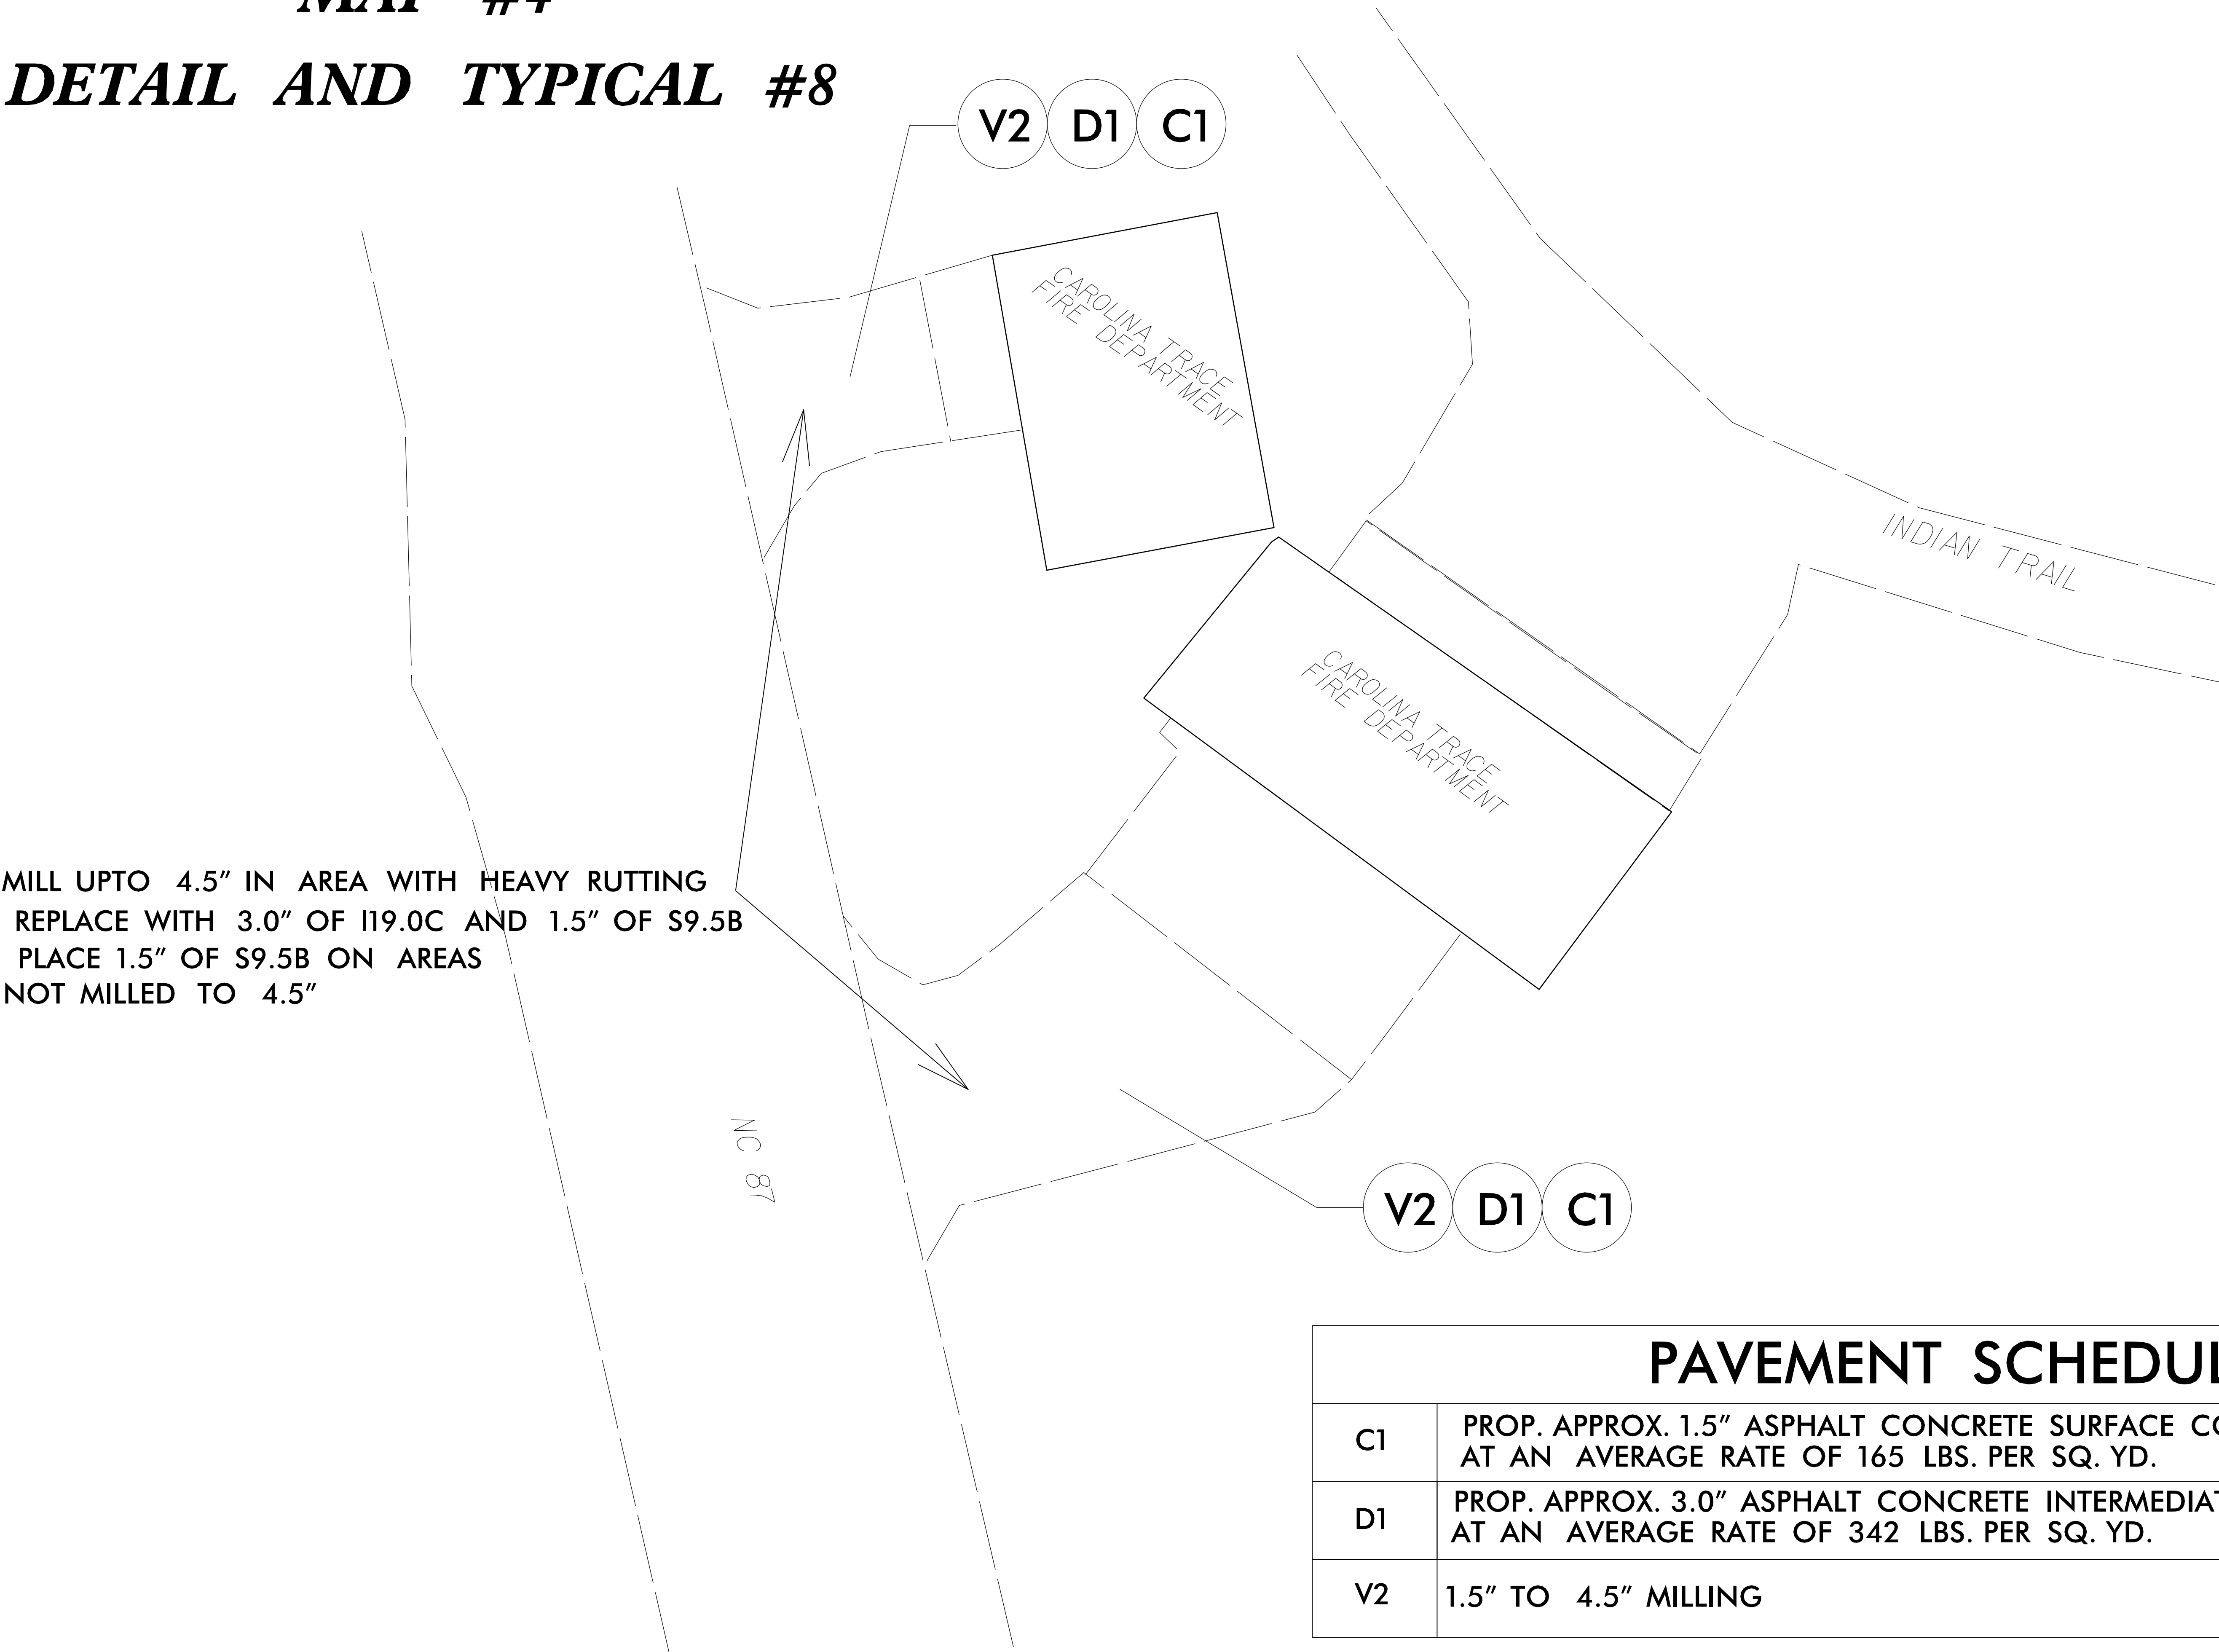 DETAIL AND TYPICAL #8
V2 D1 C1
CAROLINA TRACE
FIRE DEPARTMENT
INDIAN TRAIL
CAROLINA TRACE
FIRE DEPARTMENT
MILL UPTO 4.5" IN AREA WITH HEAVY RUTTING
REPLACE WITH 3.0" OF I19.0C AND 1.5" OF S9.5B
PLACE 1.5" OF S9.5B ON AREAS
NOT MILLED TO 4.5"
NC 87
V2 D1 C1
PAVEMENT
C1 PROP. APPROX. 1.5" ASPHALT CONCRETE SURFACE
AT AN AVERAGE RATE OF 165 LBS. PER SQ. YD.
D1 PROP. APPROX. 3.0" ASPHALT CONCRETE
AT AN AVERAGE RATE OF 342 LBS. PER SQ. YD.
V2 1.5" TO 4.5" MILLING